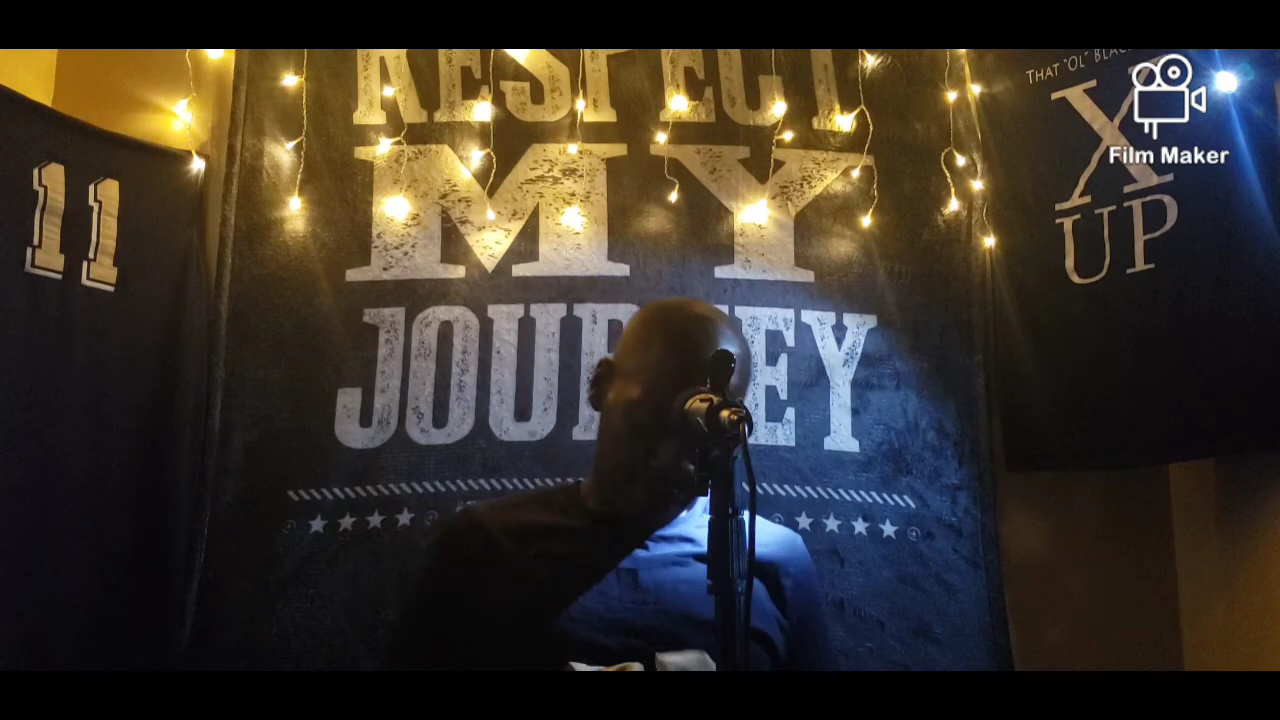 RESPECT
MY
JOURNEY
11
THAT "OL" BLAC
X
UP
Film Maker